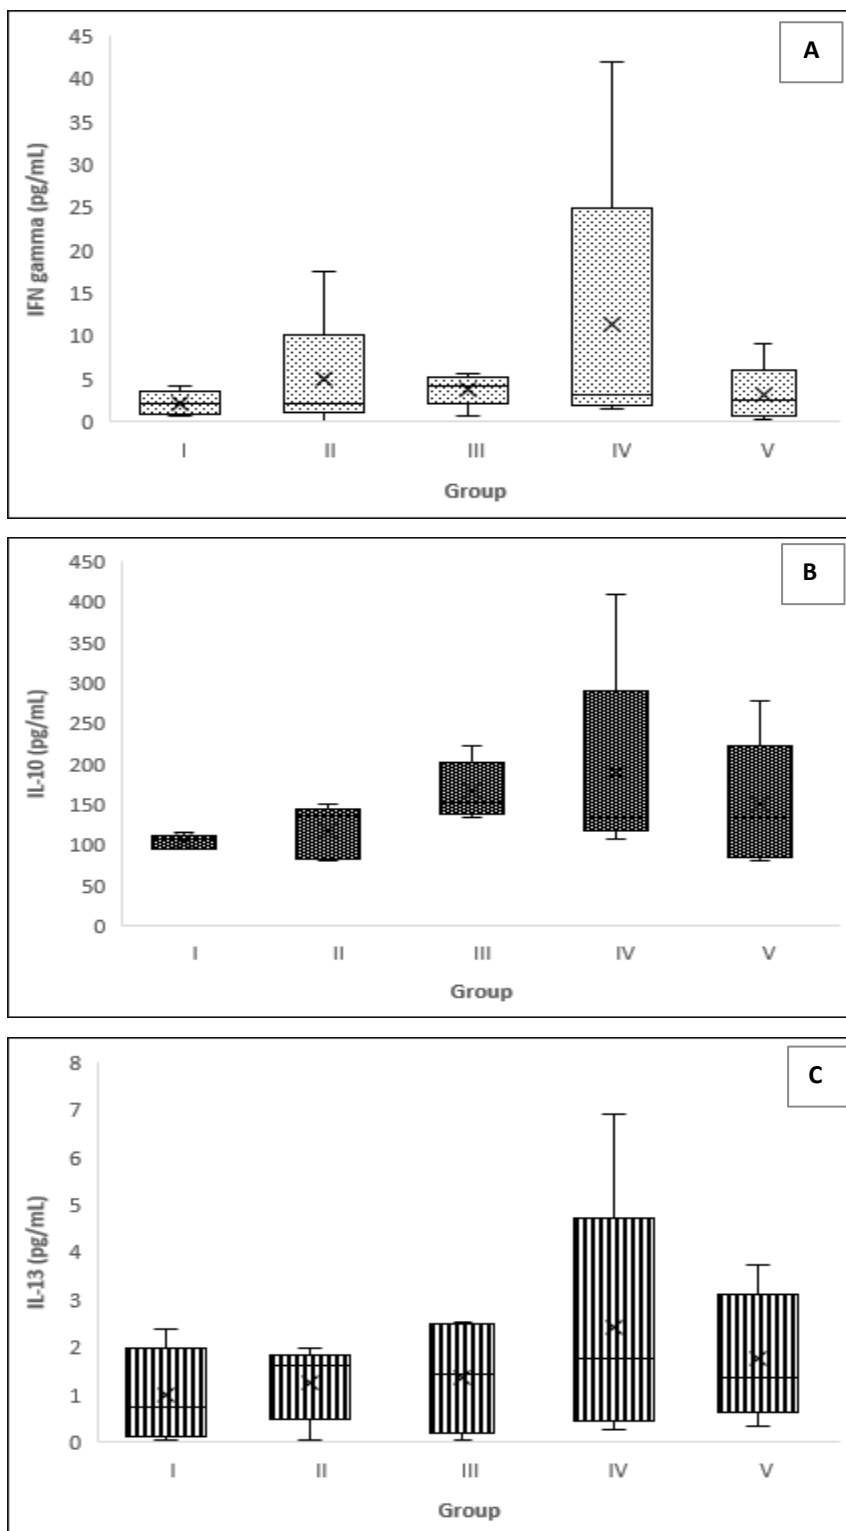 A
45
40
35
30
25
20
15
10
5
0
IFN gamma (pg/mL)
I II III IV V
Group
B
450
400
350
300
250
200
150
100
50
0
IL-10 (pg/mL)
I II III IV V
Group
C
8
7
6
5
4
3
2
1
0
IL-13 (pg/mL)
I II III IV V
Group